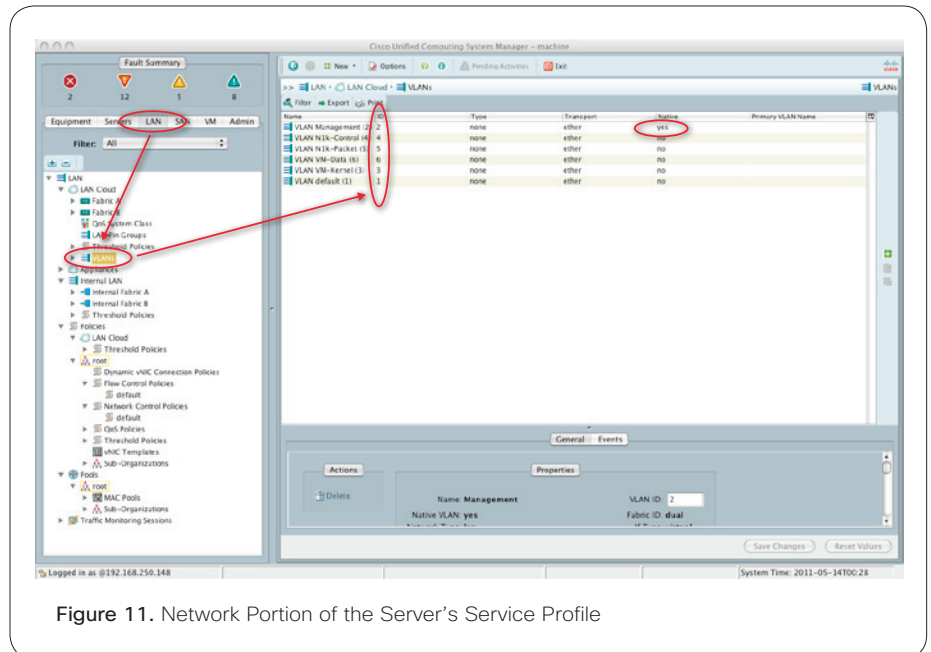 Cisco Unified Computing System Manager - machine
Fault Summary
2 12 5 8
New Options Pending Activities Exit
>> LAN LAN Cloud VLANs VLANs
Filter Export Print
Equipment Servers LAN SAN VM Admin
Filter: All
LAN
LAN Cloud
Fabric A
Fabric B
QoS System Class
LAN Pin Groups
Threshold Policies
VLANs
Appliances
Internal LAN
Internal Fabric A
Internal Fabric B
Threshold Policies
Policies
LAN Cloud
Threshold Policies
root
Dynamic vNIC Connection Policies
Flow Control Policies
default
Network Control Policies
default
QoS Policies
Threshold Policies
vNIC Templates
Sub-Organizations
Pools
root
MAC Pools
Sub-Organizations
Traffic Monitoring Sessions
Name ID Type Transport Native Primary VLAN Name
VLAN Management (2) 2 none ether yes
VLAN N1k-Control (4) 4 none ether no
VLAN N1k-Packet (5) 5 none ether no
VLAN VM-Data (6) 6 none ether no
VLAN VM-Kernel (3) 3 none ether no
VLAN default (1) 1 none ether no
General Events
Actions
Delete
Properties
Name: Management VLAN ID: 2
Native VLAN: yes Fabric ID: dual
Save Changes Reset Values
Logged in as @192.168.250.148 System Time: 2011-05-14T00:28
Figure 11. Network Portion of the Server's Service Profile